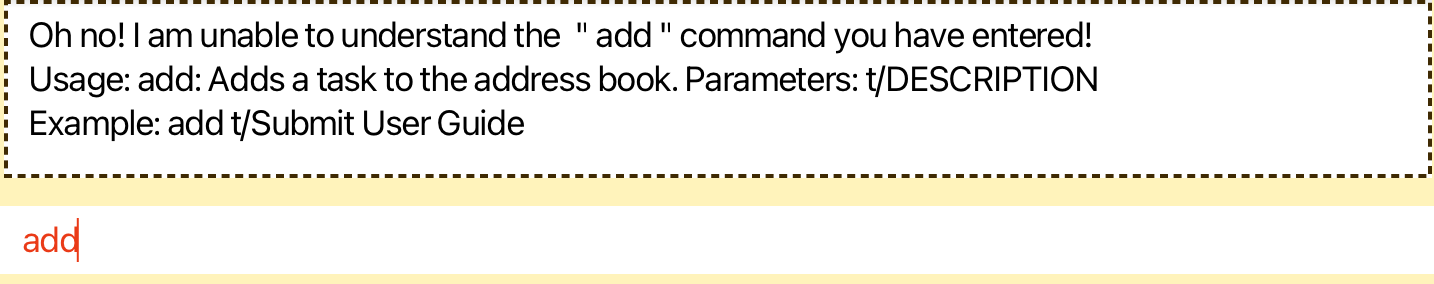 Oh no! I am unable to understand the  " add " command you have entered!
Usage: add: Adds a task to the address book. Parameters: t/DESCRIPTION
Example: add t/Submit User Guide
add